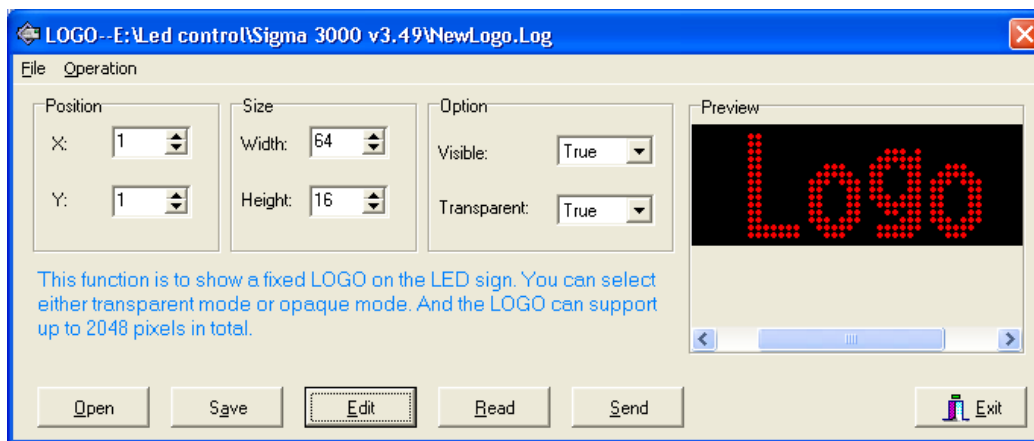 LOGO--E:\Led control\Sigma 3000 v3.49\NewLogo.Log
File Operation
Position
X: 1
Y: 1
Size
Width: 64
Height: 16
Option
Visible: True
Transparent: True
Preview
Logo
This function is to show a fixed LOGO on the LED sign. You can select
either transparent mode or opaque mode. And the LOGO can support
up to 2048 pixels in total.
Open Save Edit Read Send Exit